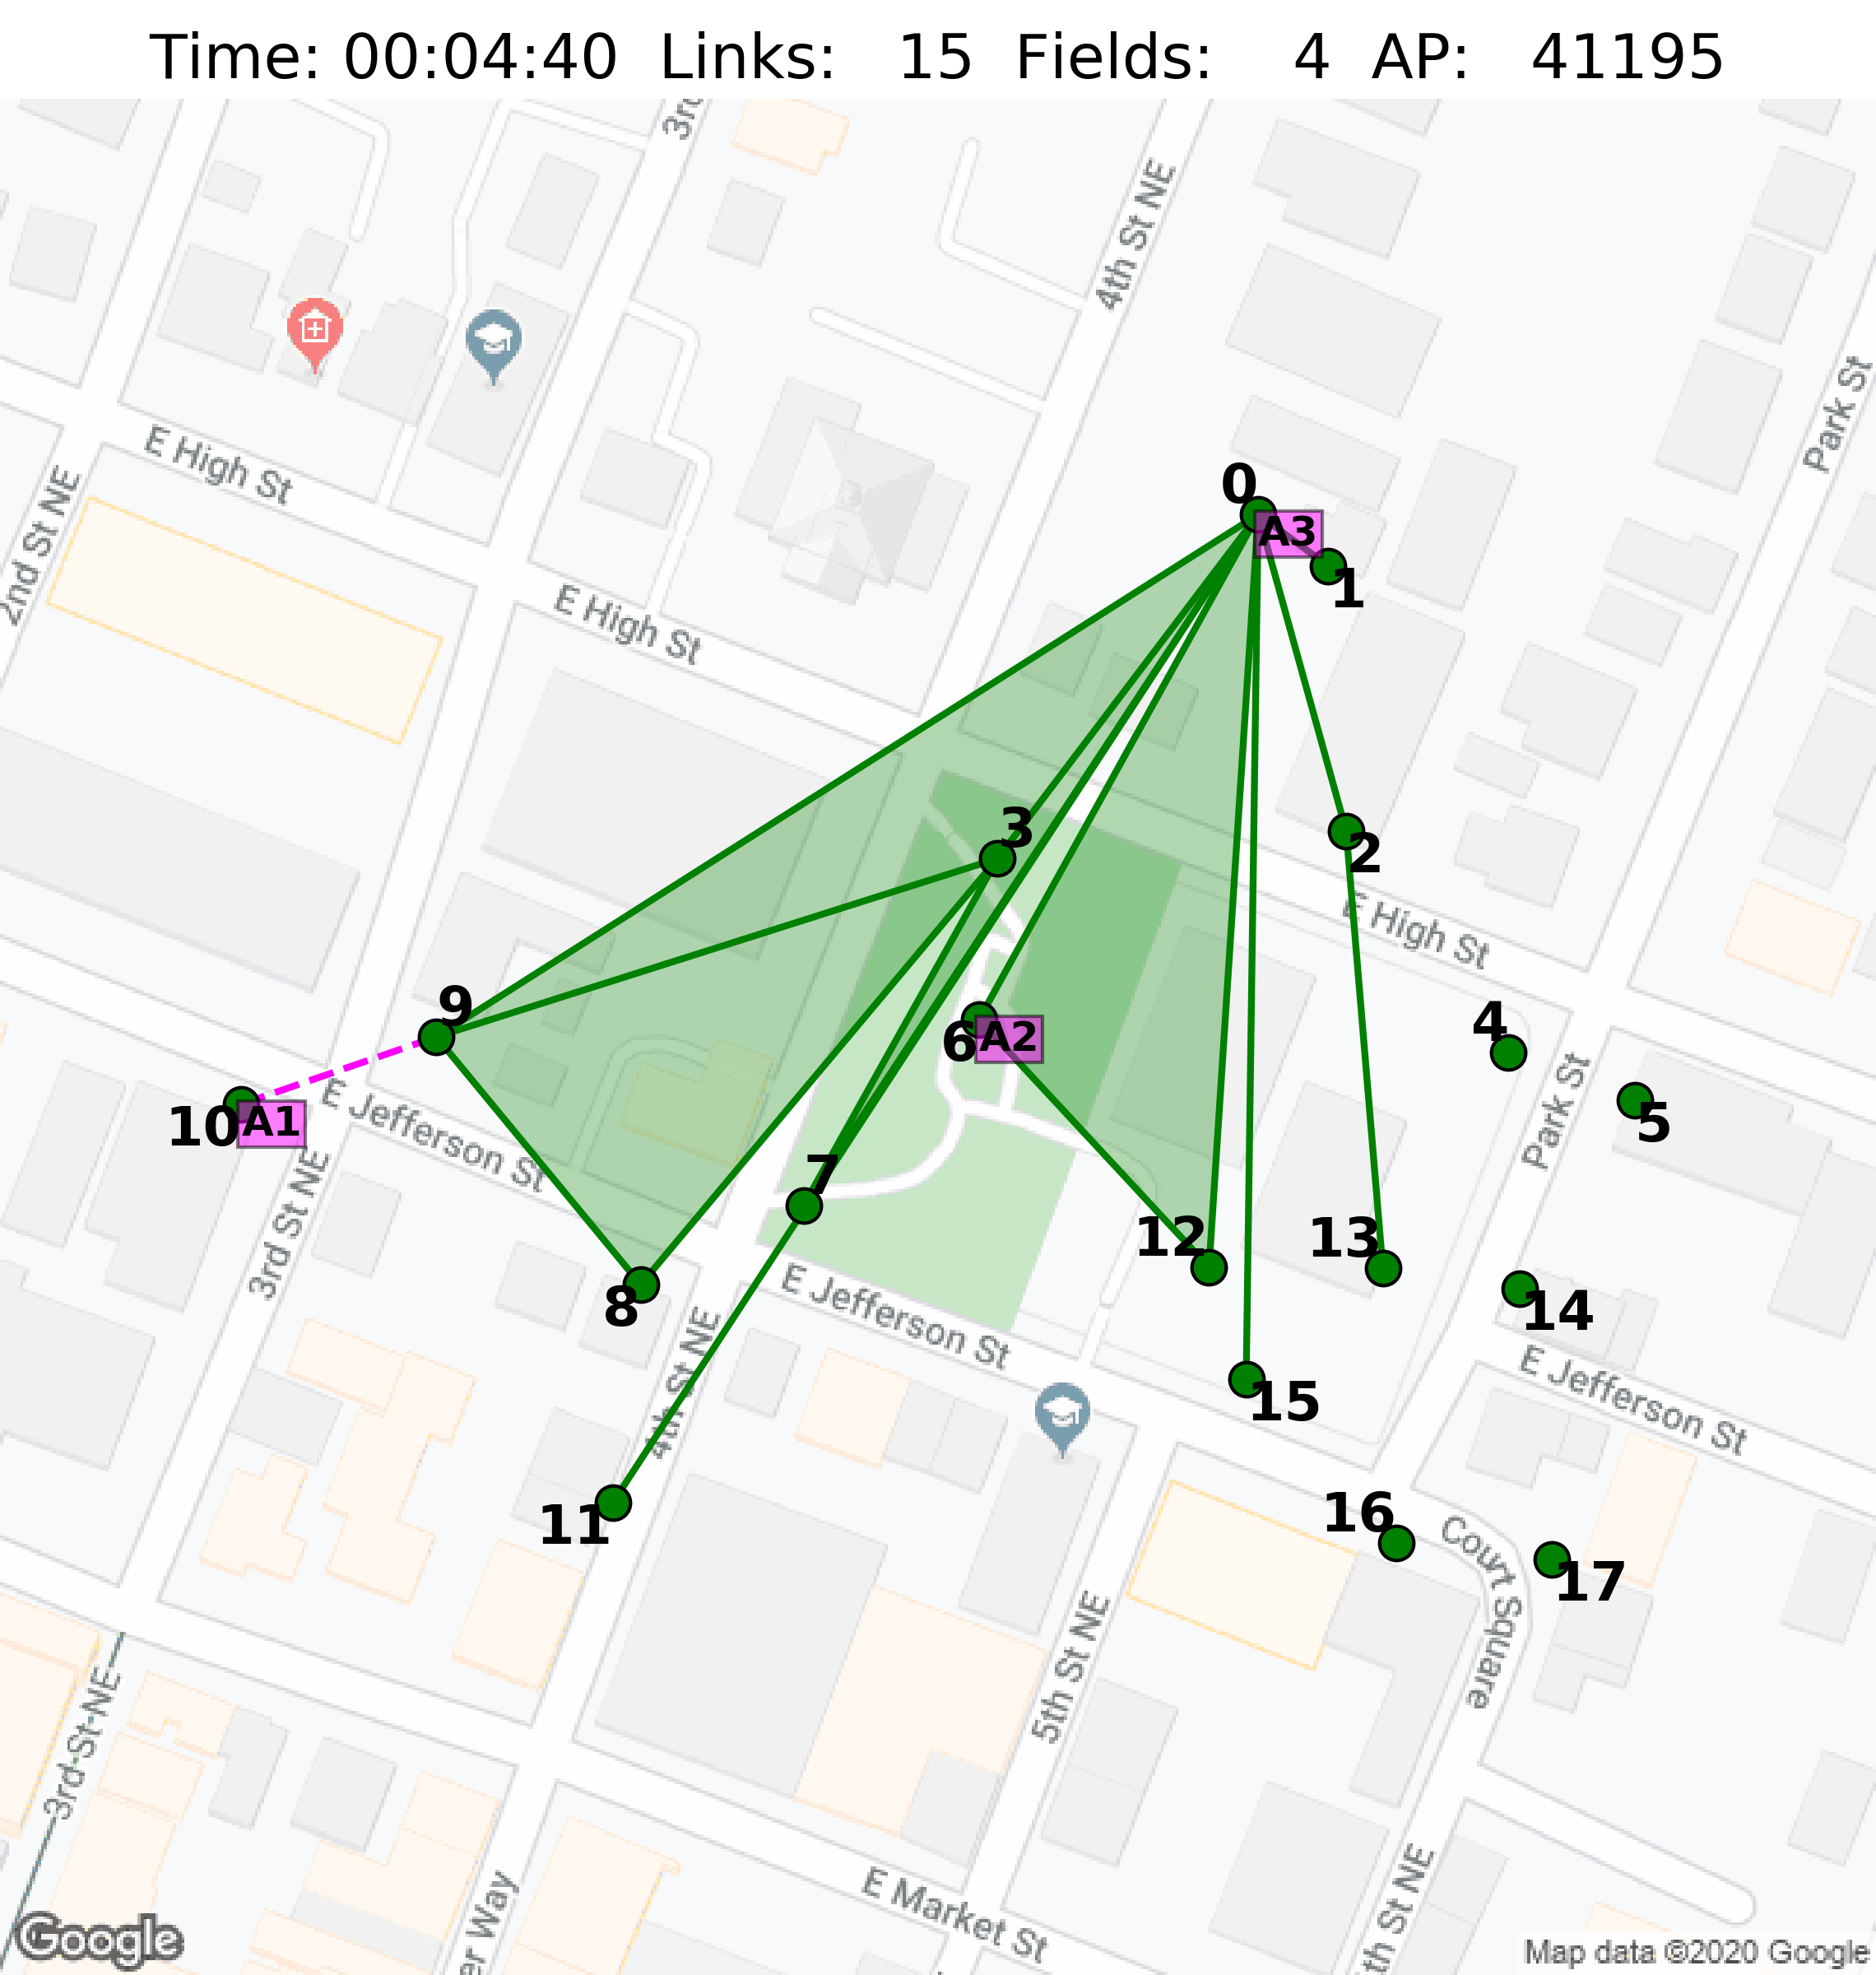 Time: 00:04:40 Links: 15 Fields: 4 AP: 41195
3rd
4th St NE
Park St
E High St
2nd St NE
0
A3
1
E High St
3
2
E High St
9
4
6
A2
5
10
A1
E Jefferson St
Park St
7
3rd St NE
12
13
8
E Jefferson St
14
4th St NE
E Jefferson St
15
11
16
Court Square
17
5th St NE
3rd St NE
E Market St
er Way
th St NE
Google
Map data ©2020 Google